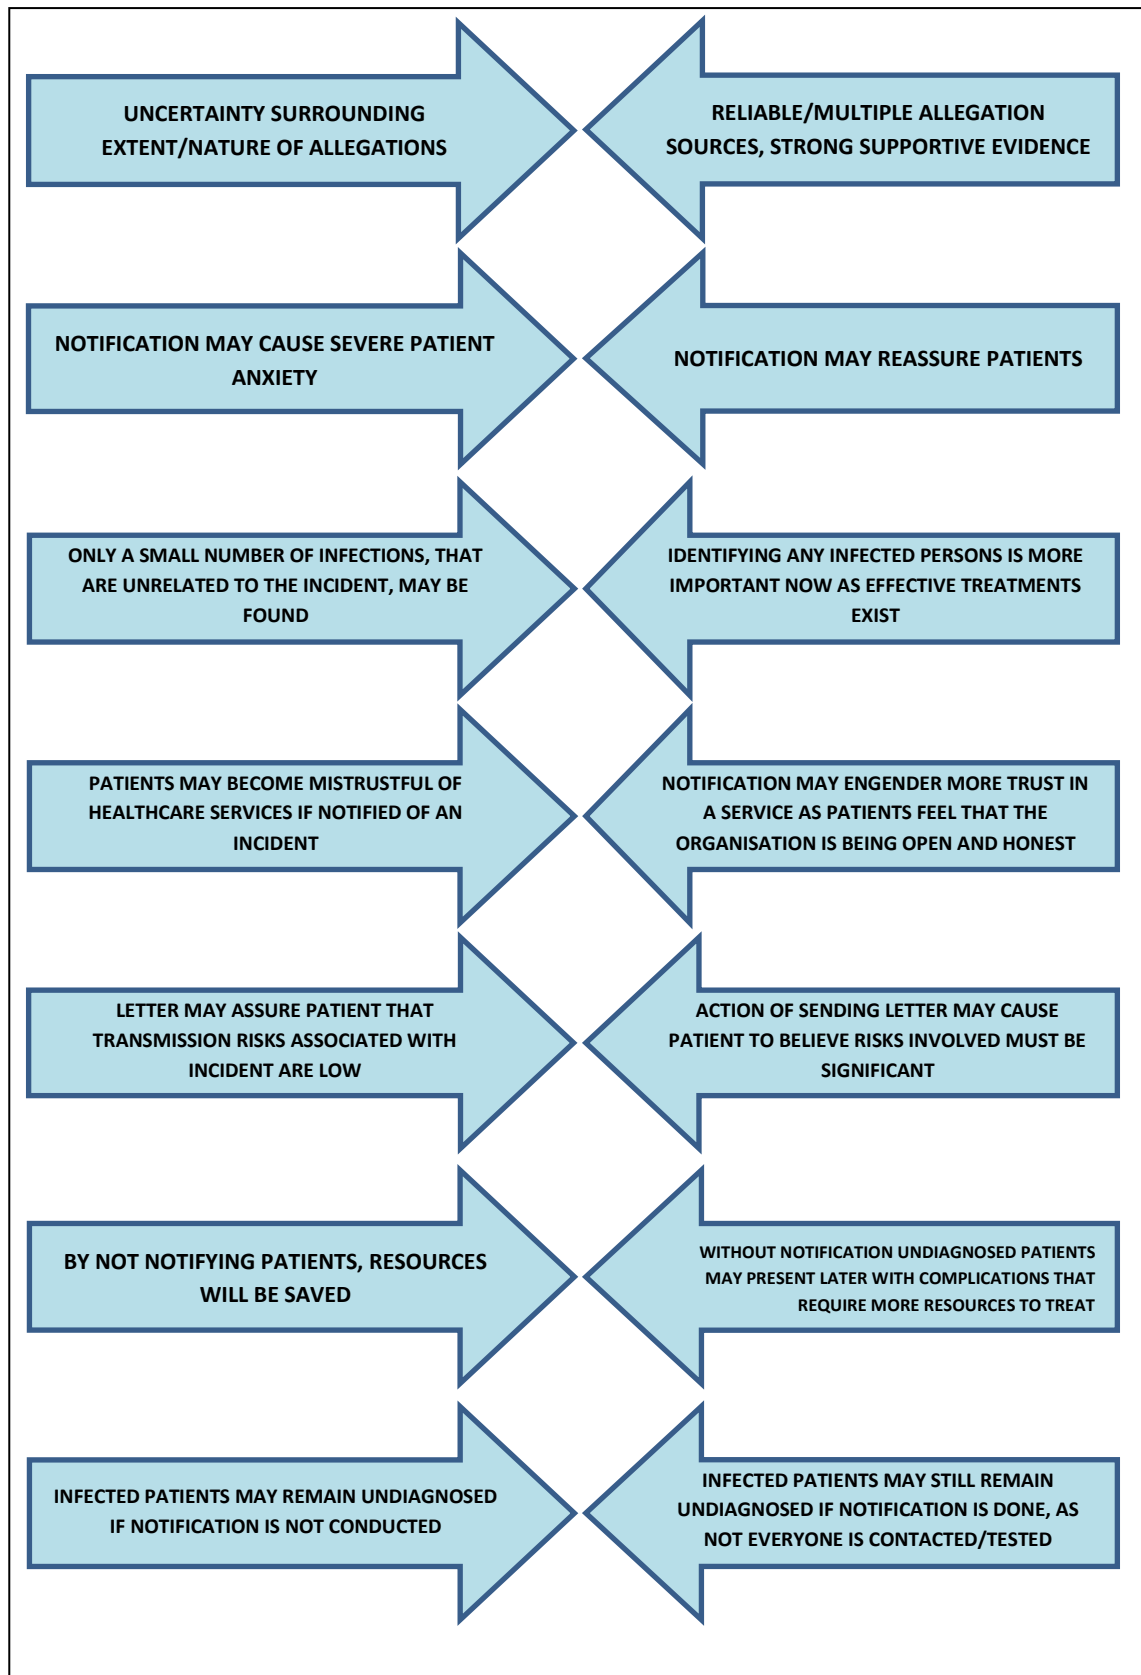 UNCERTAINTY SURROUNDING
EXTENT/NATURE OF ALLEGATIONS
RELIABLE/MULTIPLE ALLEGATION
SOURCES, STRONG SUPPORTIVE EVIDENCE
NOTIFICATION MAY CAUSE SEVERE PATIENT
ANXIETY
NOTIFICATION MAY REASSURE PATIENTS
ONLY A SMALL NUMBER OF INFECTIONS, THAT
ARE UNRELATED TO THE INCIDENT, MAY BE
FOUND
IDENTIFYING ANY INFECTED PERSONS IS MORE
IMPORTANT NOW AS EFFECTIVE TREATMENTS
EXIST
PATIENTS MAY BECOME MISTRUSTFUL OF
HEALTHCARE SERVICES IF NOTIFIED OF AN
INCIDENT
NOTIFICATION MAY ENGENDER MORE TRUST IN
A SERVICE AS PATIENTS FEEL THAT THE
ORGANISATION IS BEING OPEN AND HONEST
LETTER MAY ASSURE PATIENT THAT
TRANSMISSION RISKS ASSOCIATED WITH
INCIDENT ARE LOW
ACTION OF SENDING LETTER MAY CAUSE
PATIENT TO BELIEVE RISKS INVOLVED MUST BE
SIGNIFICANT
BY NOT NOTIFYING PATIENTS, RESOURCES
WILL BE SAVED
WITHOUT NOTIFICATION UNDIAGNOSED PATIENTS
MAY PRESENT LATER WITH COMPLICATIONS THAT
REQUIRE MORE RESOURCES TO TREAT
INFECTED PATIENTS MAY REMAIN UNDIAGNOSED
IF NOTIFICATION IS NOT CONDUCTED
INFECTED PATIENTS MAY STILL REMAIN
UNDIAGNOSED IF NOTIFICATION IS DONE, AS
NOT EVERYONE IS CONTACTED/TESTED